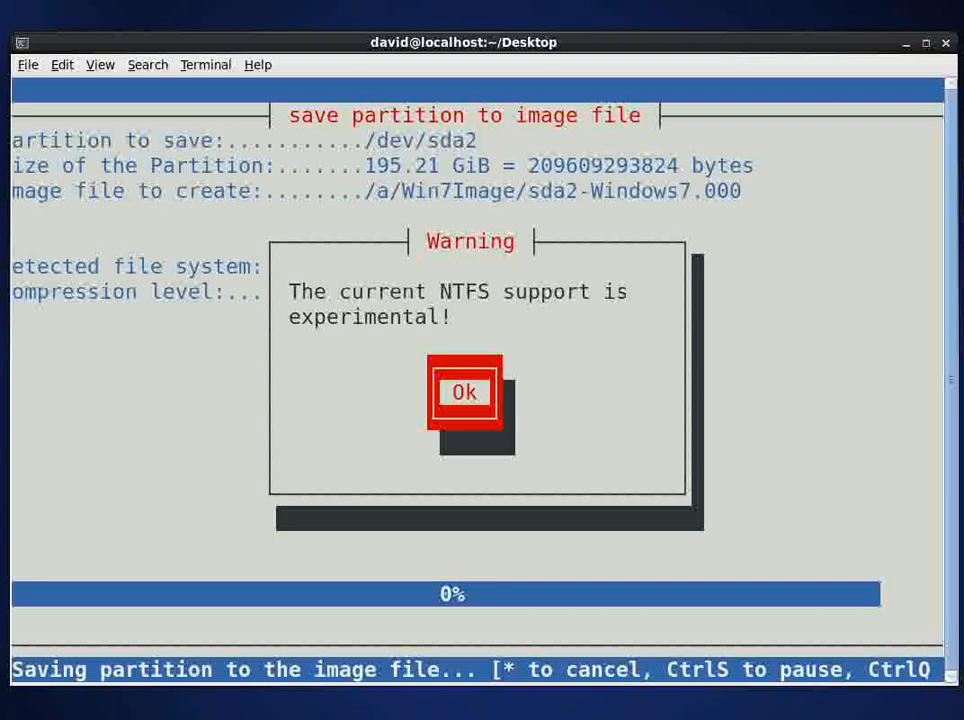 david@localhost:~/Desktop
File Edit View Search Terminal Help
save partition to image file
artition to save:.........../dev/sda2
ize of the Partition:.......195.21 GiB = 209609293824 bytes
mage file to create:......../a/Win7Image/sda2-Windows7.000
Warning
etected file system:
The current NTFS support is
ompression level:...
experimental!
Ok
0%
Saving partition to the image file... [* to cancel, CtrlS to pause, CtrlQ